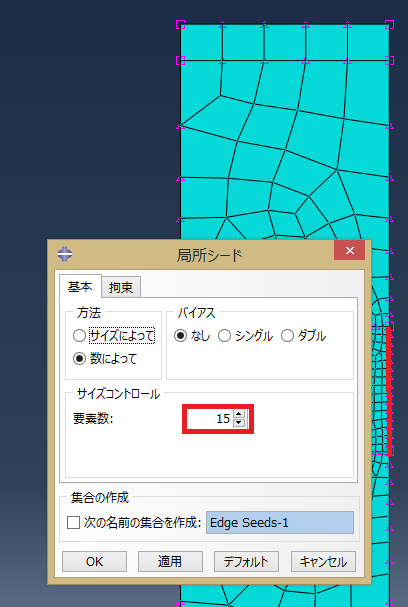 局所シード
基本 拘束
方法 バイアス
サイズによって なし シングル ダブル
数によって
サイズコントロール
要素数: 15
集合の作成
次の名前の集合を作成: Edge Seeds-1
OK 適用 デフォルト キャンセル